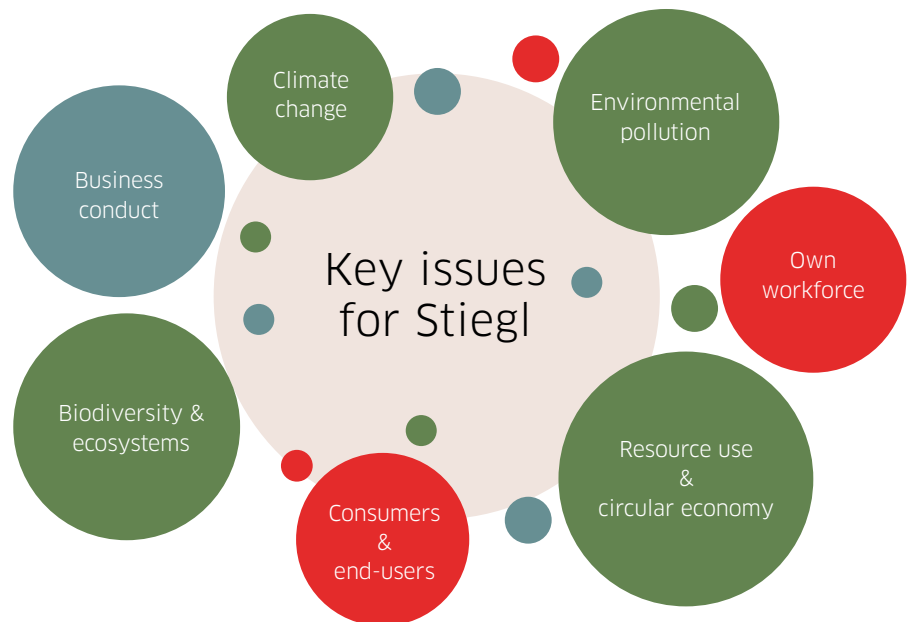 Climate
change
Environmental
pollution
Business
conduct
Key issues
for Stiegl
Own
workforce
Biodiversity &
ecosystems
Resource use
&
circular economy
Consumers
&
end-users